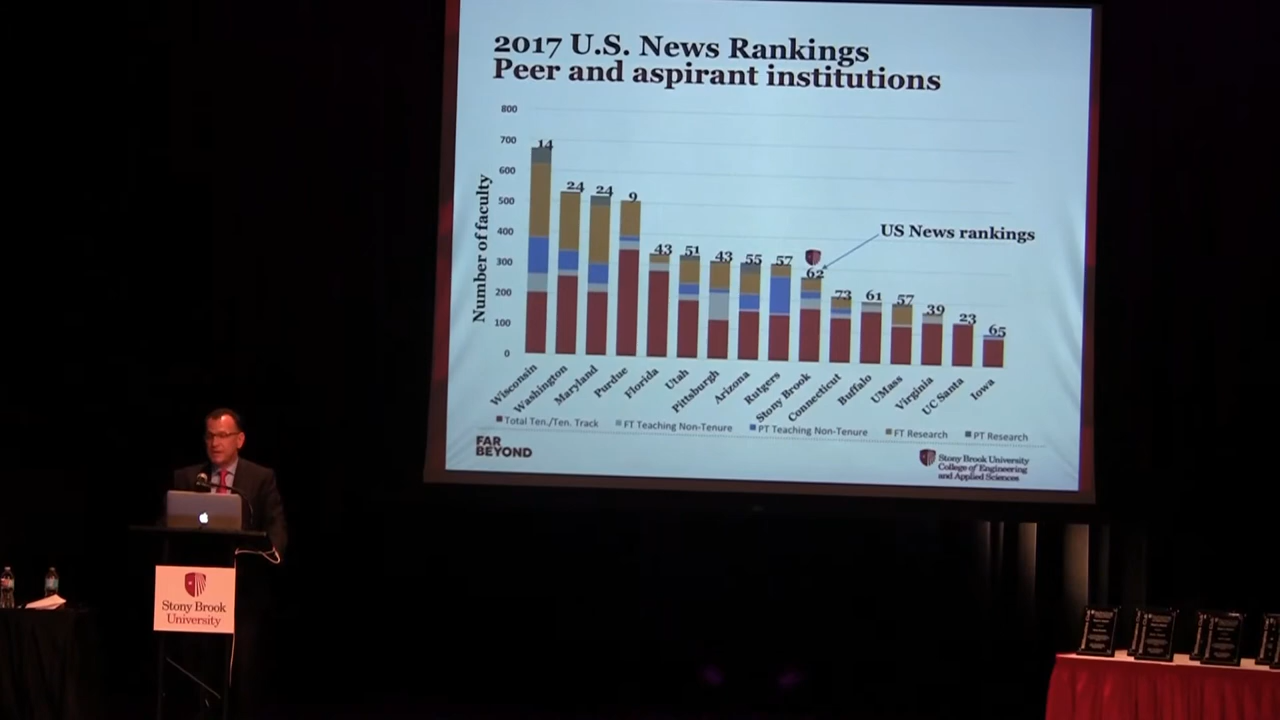 2017 U.S. News Rankings
Peer and aspirant institutions
800
700
600
500
400
300
200
100
0
Number of faculty
14
24
24
9
43
51
43
55
57
62
73
61
57
39
23
65
US News rankings
Wisconsin
Washington
Maryland
Purdue
Florida
Utah
Pittsburgh
Arizona
Rutgers
Stony Brook
Connecticut
Buffalo
UMass
Virginia
UC Santa
Iowa
Total Ten./Ten. Track FT Teaching Non-Tenure PT Teaching Non-Tenure FT Research PT Research
FAR
BEYOND
Stony Brook University
College of Engineering
and Applied Sciences
Stony Brook
University